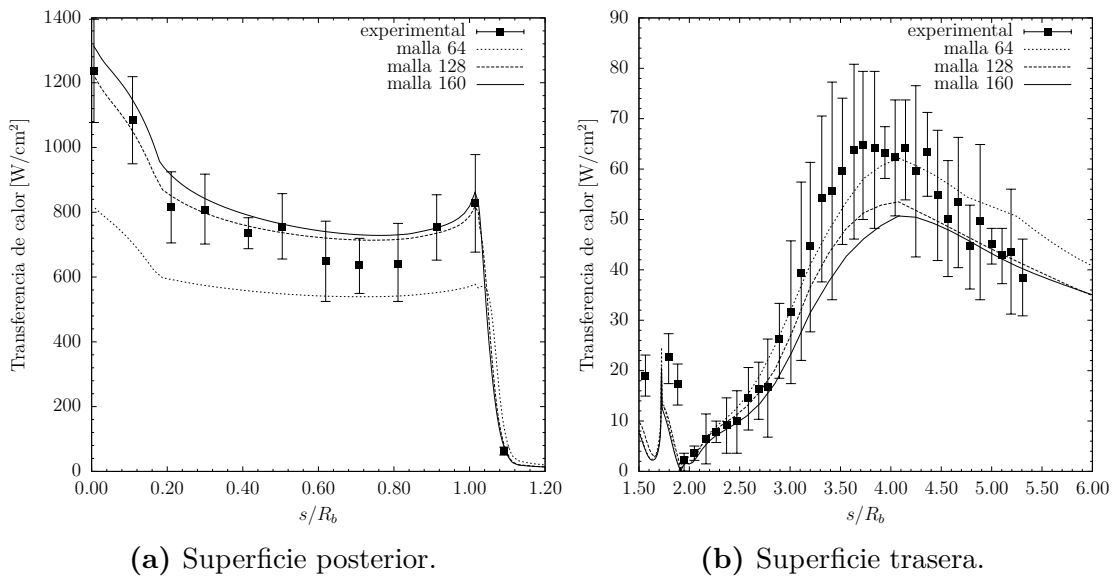 1400
1200
1000
800
600
400
200
0
0.00 0.20 0.40 0.60 0.80 1.00 1.20
Transferencia de calor [W/cm²]
s/R_b
experimental
malla 64
malla 128
malla 160
(a) Superficie posterior.
90
80
70
60
50
40
30
20
10
0
1.50 2.00 2.50 3.00 3.50 4.00 4.50 5.00 5.50 6.00
Transferencia de calor [W/cm²]
s/R_b
experimental
malla 64
malla 128
malla 160
(b) Superficie trasera.